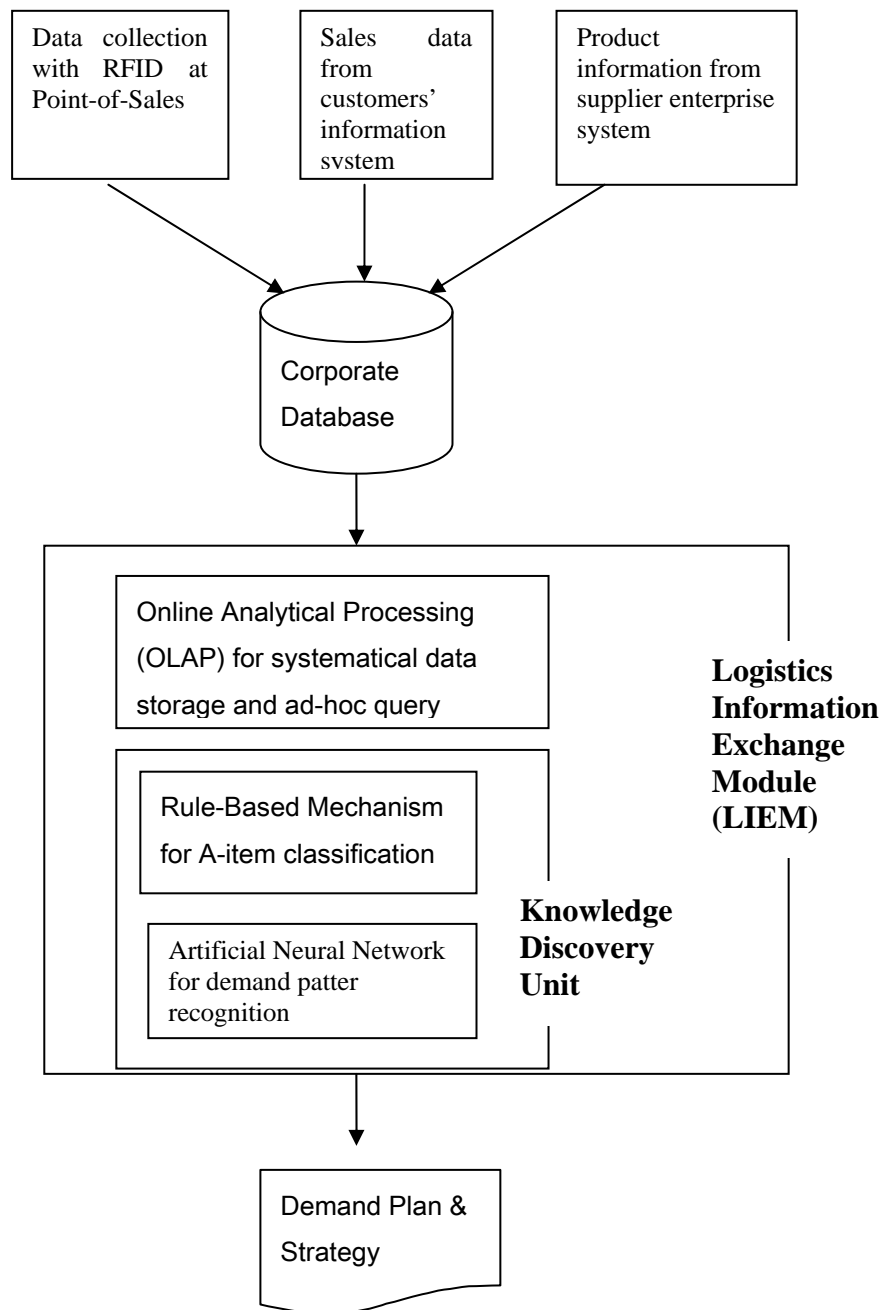 Data collection
with RFID at
Point-of-Sales
Sales data
from
customers'
information
system
Product
information from
supplier enterprise
system
Corporate
Database
Online Analytical Processing
(OLAP) for systematical data
storage and ad-hoc query
Logistics
Information
Exchange
Module
(LIEM)
Rule-Based Mechanism
for A-item classification
Knowledge
Discovery
Unit
Artificial Neural Network
for demand patter
recognition
Demand Plan &
Strategy